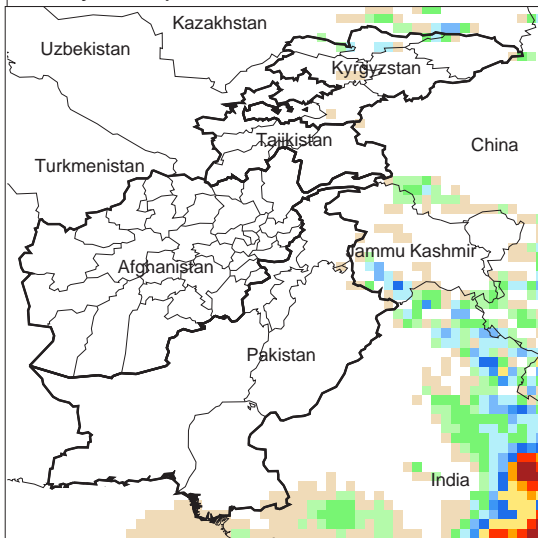 Kazakhstan
Uzbekistan
Kyrgyzstan
Tajikistan
China
Turkmenistan
Jammu Kashmir
Afghanistan
Pakistan
India